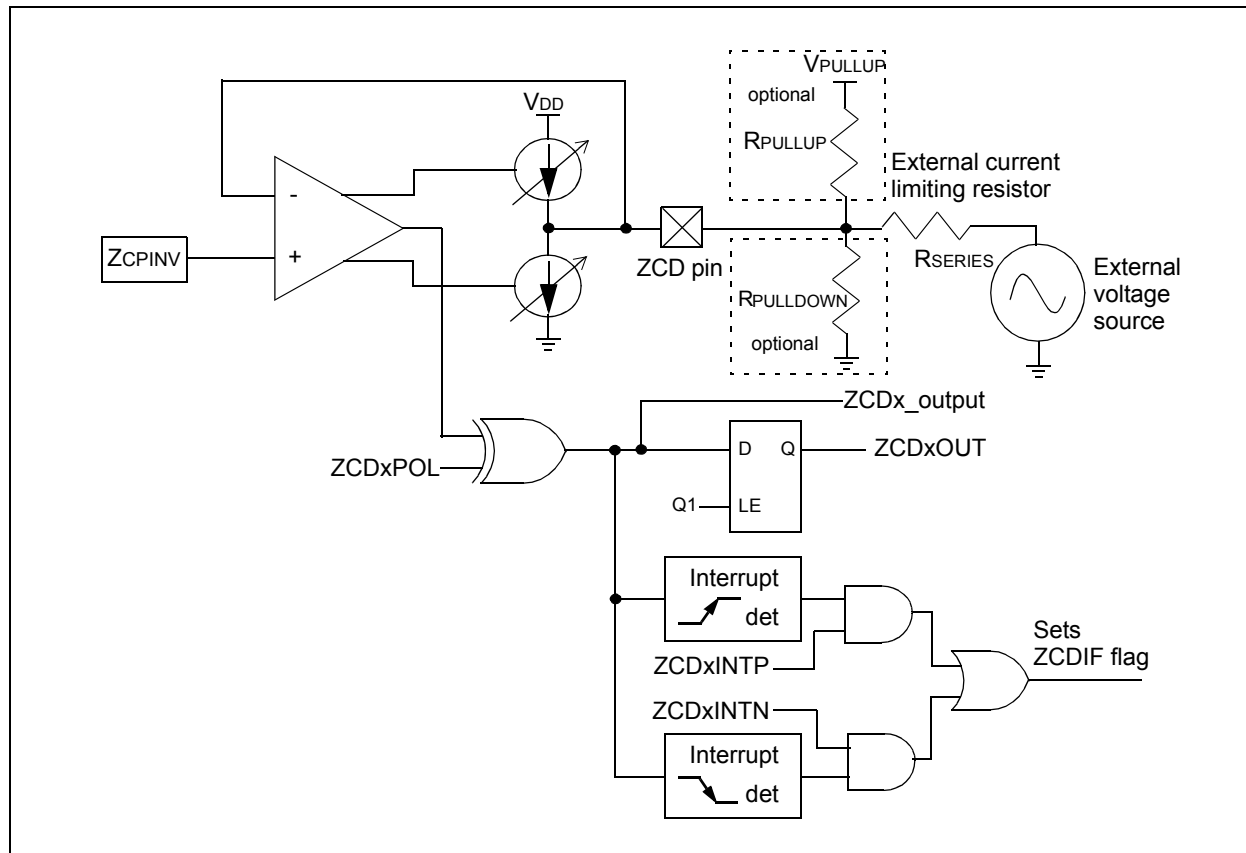 VPULLUP
optional
VDD
RPULLUP
External current
limiting resistor
-
+
ZCPINV
ZCD pin
RSERIES
RPULLDOWN
optional
External
voltage
source
ZCDx_output
D
Q
ZCDxOUT
ZCDxPOL
Q1
LE
Interrupt
det
Sets
ZCDIF flag
ZCDxINTP
ZCDxINTN
Interrupt
det